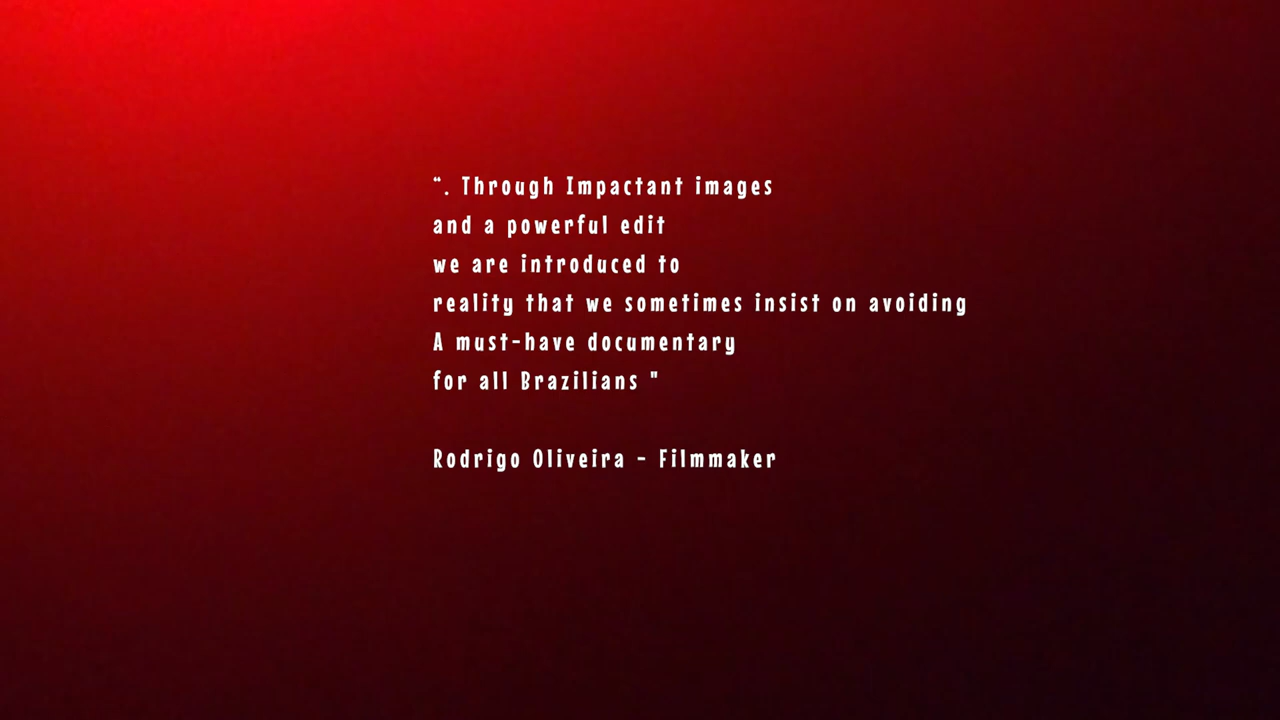 “. Through Impactant images
and a powerful edit
we are introduced to
reality that we sometimes insist on avoiding
A must-have documentary
for all Brazilians "
Rodrigo Oliveira - Filmmaker